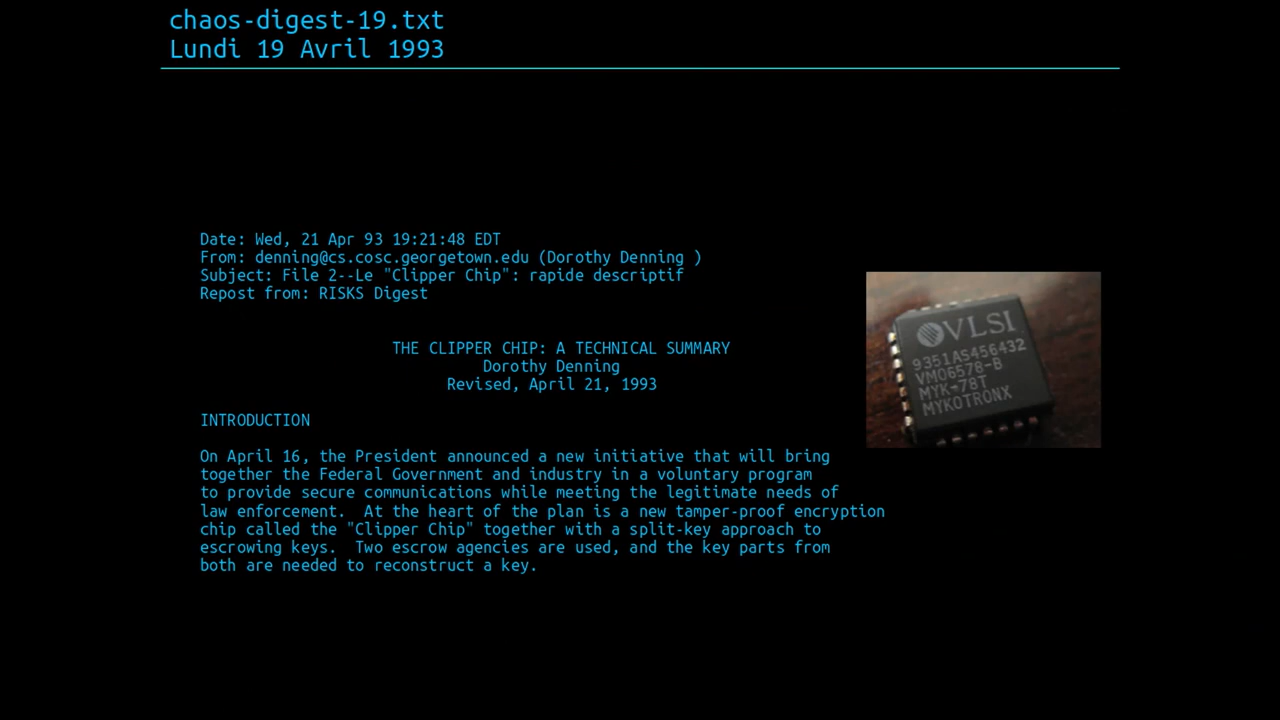 chaos-digest-19.txt
Lundi 19 Avril 1993
Date: Wed, 21 Apr 93 19:21:48 EDT
From: denning@cs.cosc.georgetown.edu (Dorothy Denning )
Subject: File 2--Le "Clipper Chip": rapide descriptif
Repost from: RISKS Digest
THE CLIPPER CHIP: A TECHNICAL SUMMARY
Dorothy Denning
Revised, April 21, 1993
INTRODUCTION
On April 16, the President announced a new initiative that will bring
together the Federal Government and industry in a voluntary program
to provide secure communications while meeting the legitimate needs of
law enforcement.  At the heart of the plan is a new tamper-proof encryption
chip called the "Clipper Chip" together with a split-key approach to
escrowing keys.  Two escrow agencies are used, and the key parts from
both are needed to reconstruct a key.
VLSI
9351AS456432
VM06578-B
MYK-78T
MYKOTRONX